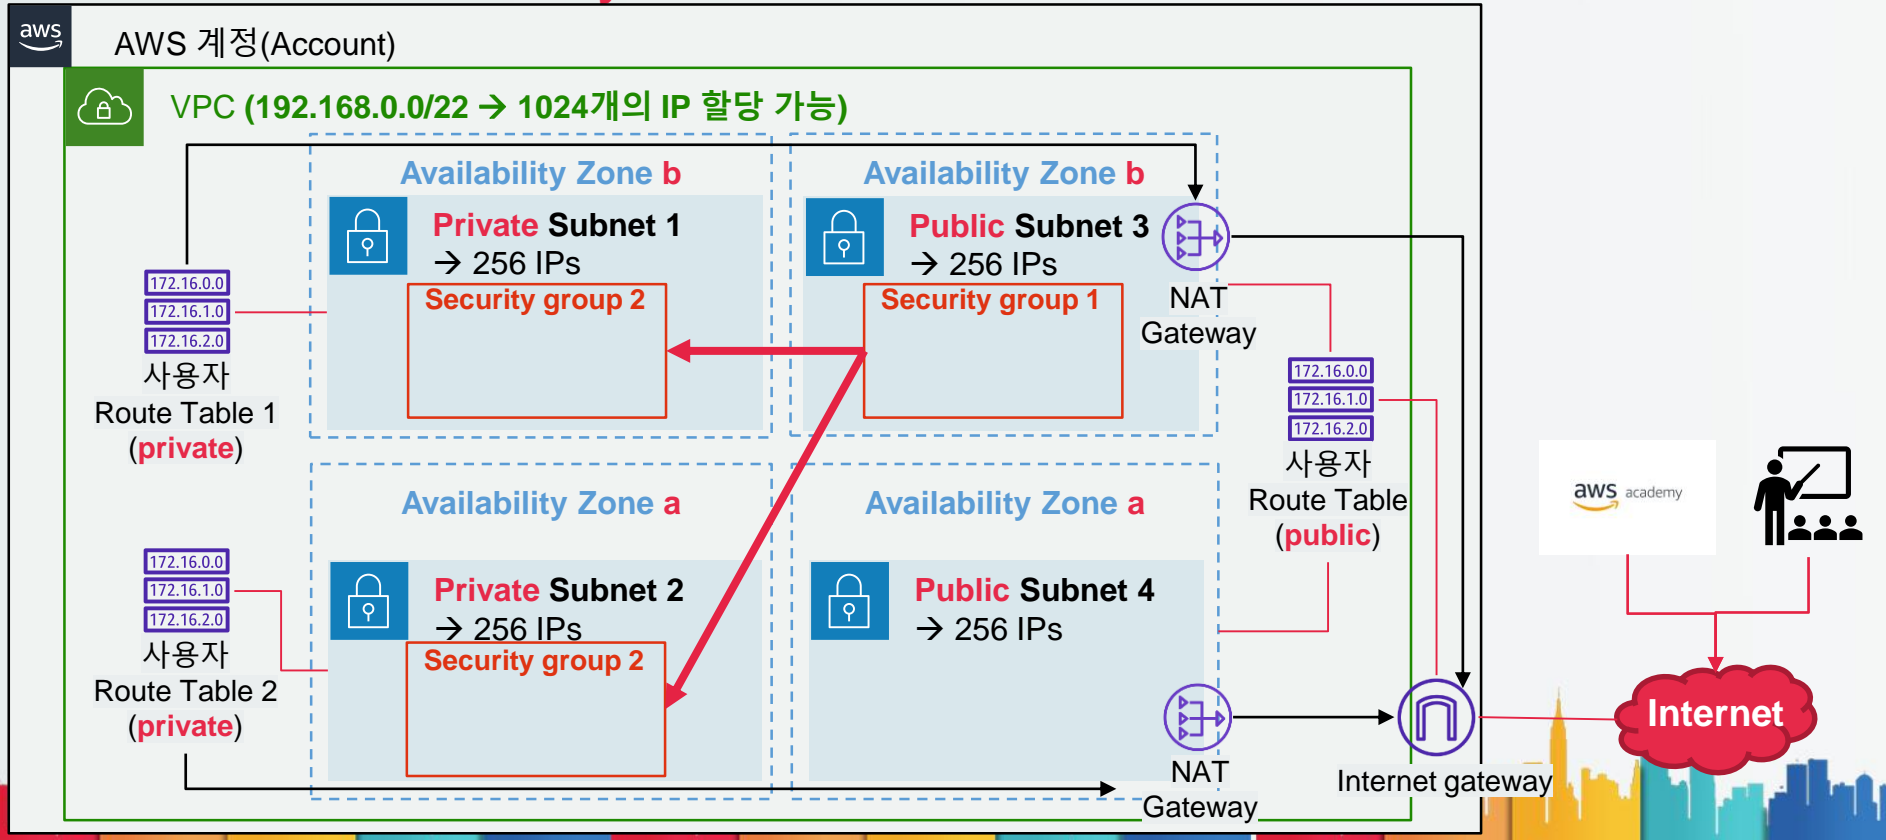 aws
AWS 계정(Account)
VPC (192.168.0.0/22 → 1024개의 IP 할당 가능)
Availability Zone b
Private Subnet 1
→ 256 IPs
Security group 2
Availability Zone b
Public Subnet 3
→ 256 IPs
Security group 1
NAT
Gateway
172.16.0.0
172.16.1.0
172.16.2.0
사용자
Route Table 1
(private)
172.16.0.0
172.16.1.0
172.16.2.0
사용자
Route Table
(public)
Availability Zone a
Private Subnet 2
→ 256 IPs
Security group 2
Availability Zone a
Public Subnet 4
→ 256 IPs
NAT
Gateway
172.16.0.0
172.16.1.0
172.16.2.0
사용자
Route Table 2
(private)
Internet gateway
aws academy
Internet